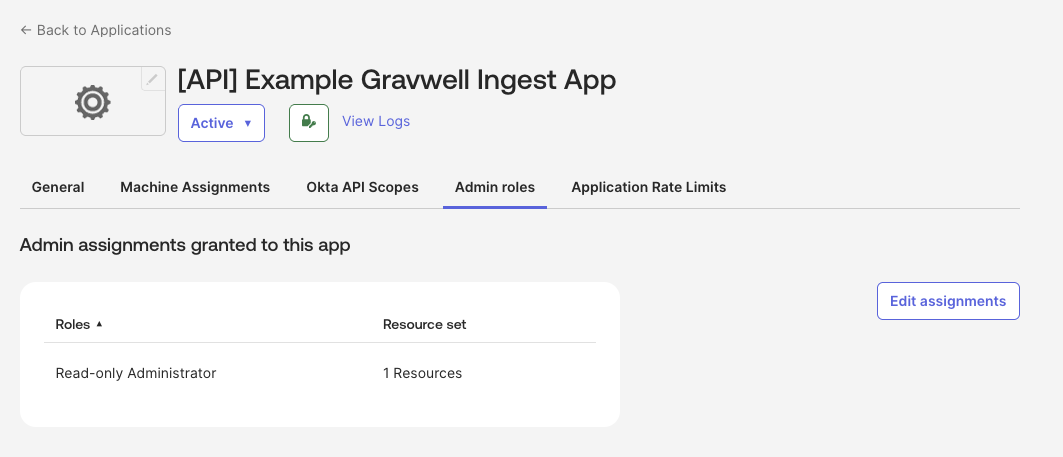 ← Back to Applications
[API] Example Gravwell Ingest App
Active ▼
View Logs
General Machine Assignments Okta API Scopes Admin roles Application Rate Limits
Admin assignments granted to this app
Edit assignments
Roles ▲ Resource set
Read-only Administrator 1 Resources